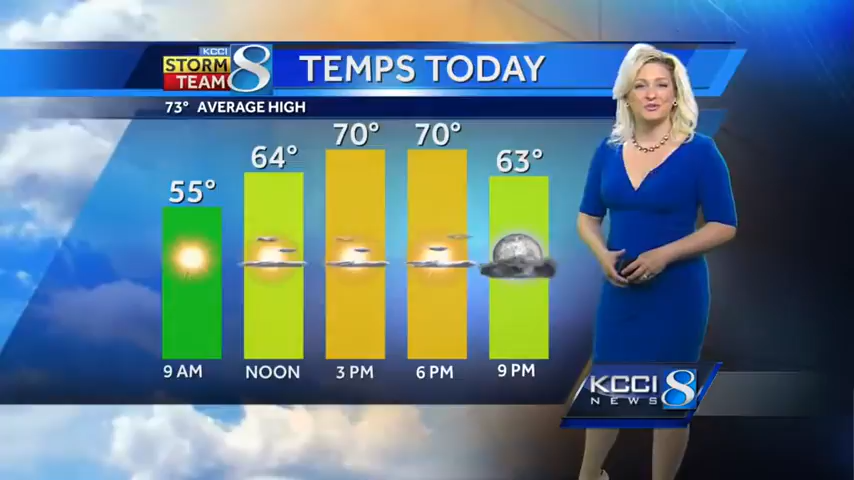 KCCI
STORM
TEAM 8
TEMPS TODAY
73° AVERAGE HIGH
55° 64° 70° 70° 63°
9 AM NOON 3 PM 6 PM 9 PM
KCCI 8
NEWS